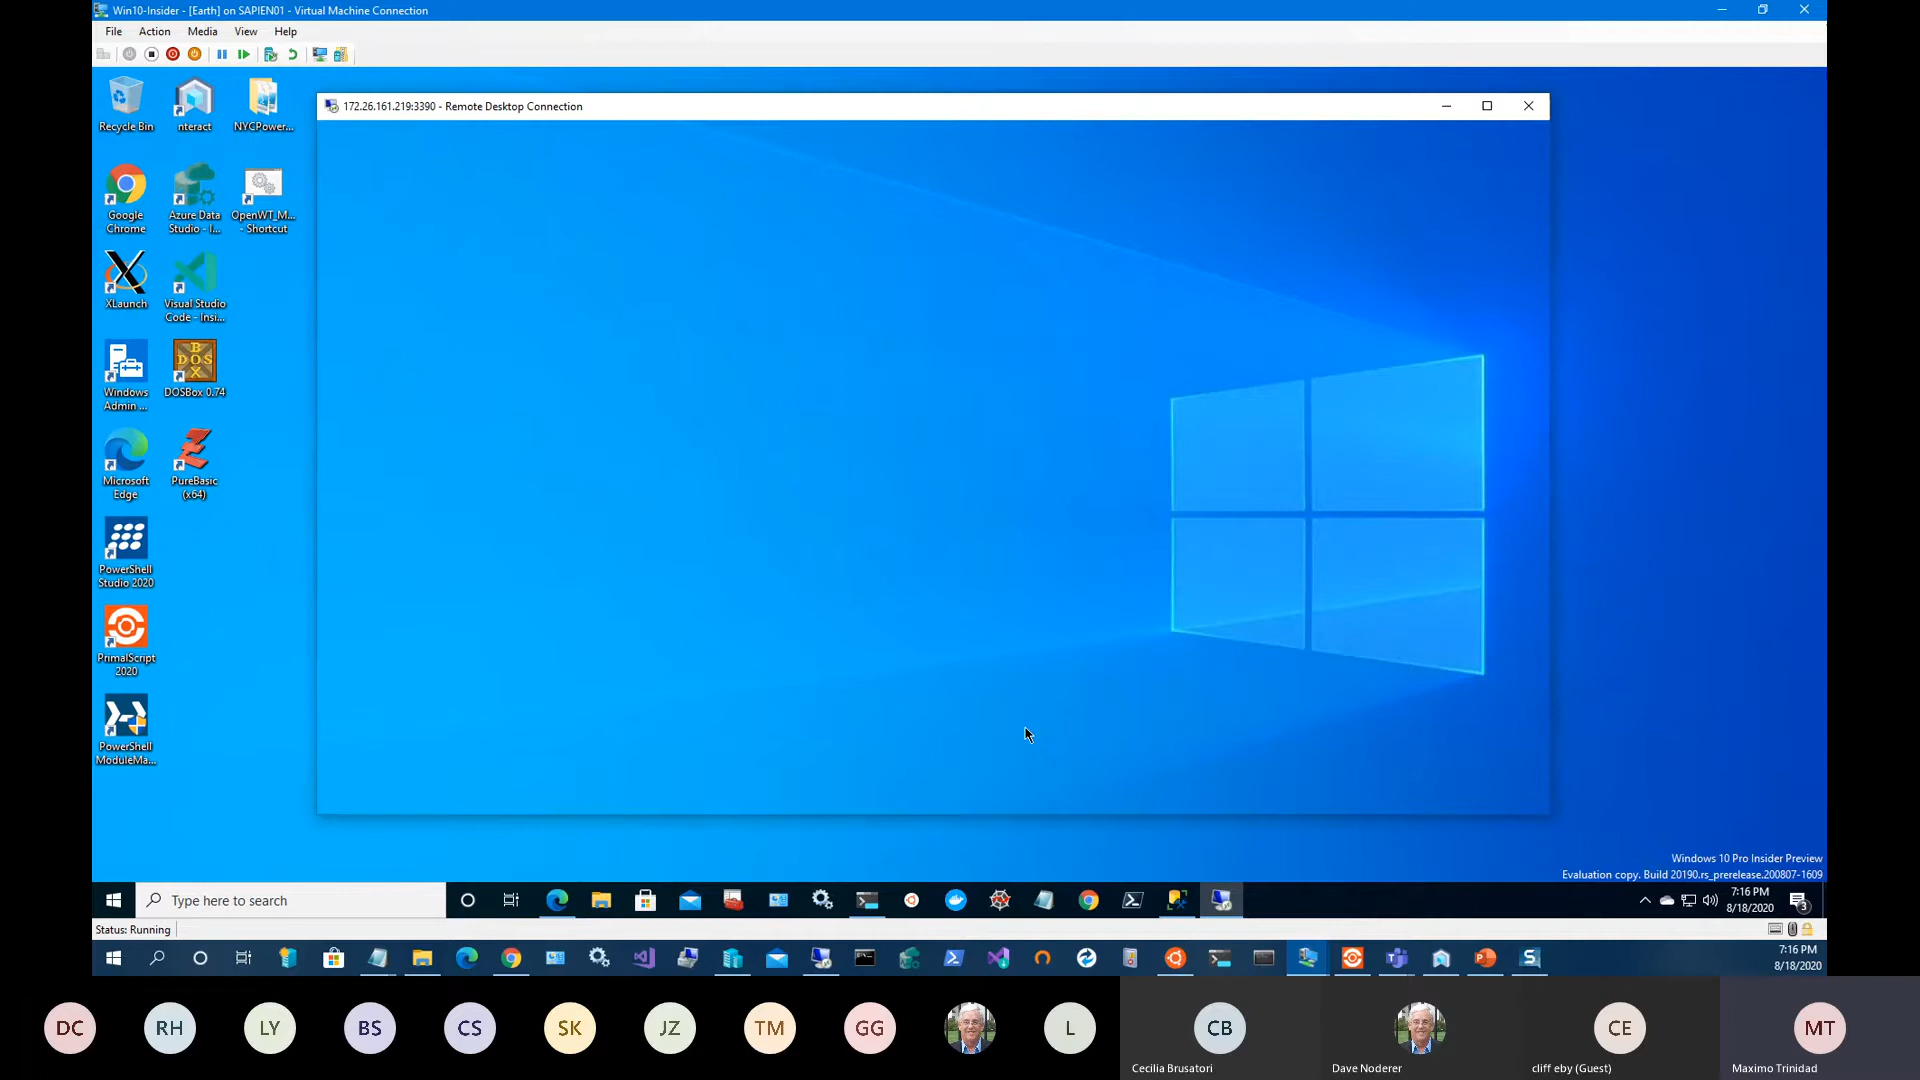 Win10-Insider - [Earth] on SAPIEN01 - Virtual Machine Connection
File Action Media View Help
172.26.161.219:3390 - Remote Desktop Connection
Recycle Bin
nteract
NYCPower...
Google
Chrome
Azure Data
Studio - I...
OpenWT_M...
- Shortcut
XLaunch
Visual Studio
Code - Insi...
BOX
DOS
Windows
Admin ...
DOSBox 0.74
Microsoft
Edge
PureBasic
(x64)
PowerShell
Studio 2020
PrimalScript
2020
PowerShell
ModuleMa...
Windows 10 Pro Insider Preview
Evaluation copy. Build 20190.rs_prerelease.200807-1609
Type here to search
7:16 PM
8/18/2020
3
Status: Running
7:16 PM
8/18/2020
DC RH LY BS CS SK JZ TM GG L CB CE MT
Cecilia Brusatori
Dave Noderer
cliff eby (Guest)
Maximo Trinidad